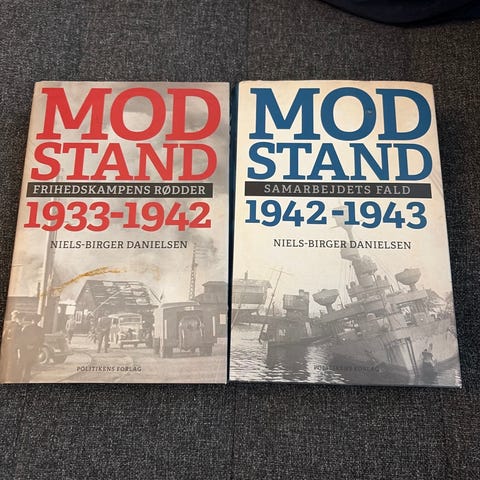 MOD
STAND
FRIHEDSKAMPENS RØDDER
1933-1942
NIELS-BIRGER DANIELSEN
POLITIKENS FORLAG
MOD
STAND
SAMARBEJDETS FALD
1942-1943
NIELS-BIRGER DANIELSEN
POLITIKENS FORLAG